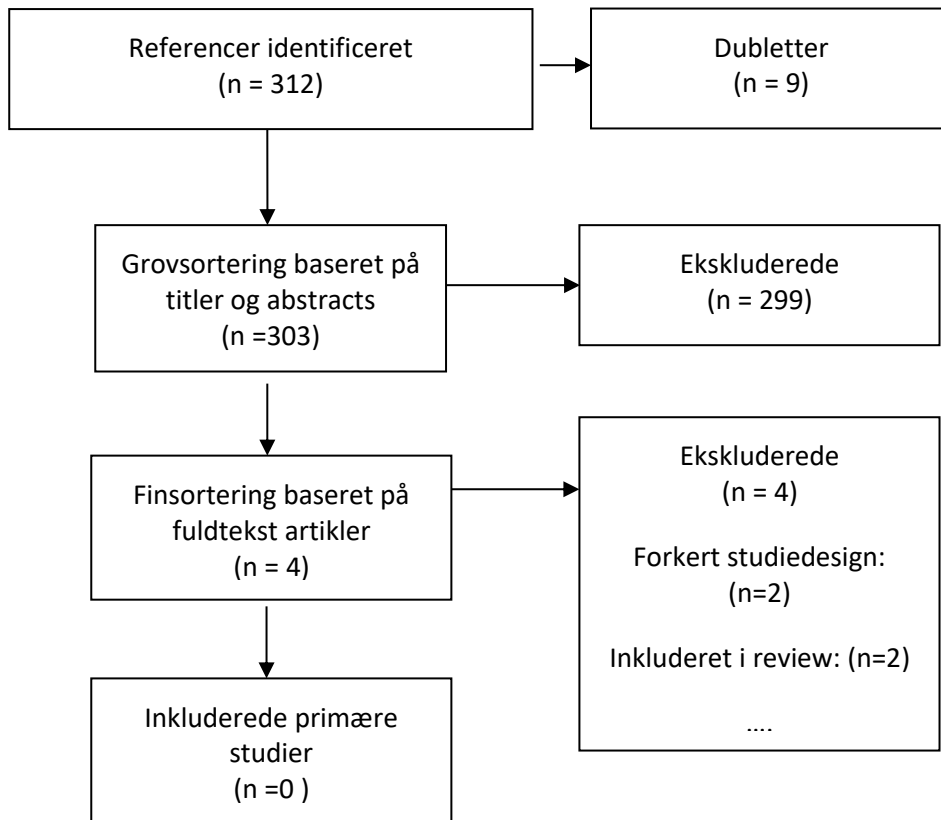 Referencer identificeret
(n = 312)
Dubletter
(n = 9)
Grovsortering baseret på
titler og abstracts
(n =303)
Ekskluderede
(n = 299)
Finsortering baseret på
fuldtekst artikler
(n = 4)
Ekskluderede
(n = 4)
Forkert studiedesign:
(n=2)
Inkluderet i review: (n=2)
....
Inkluderede primære
studier
(n =0 )